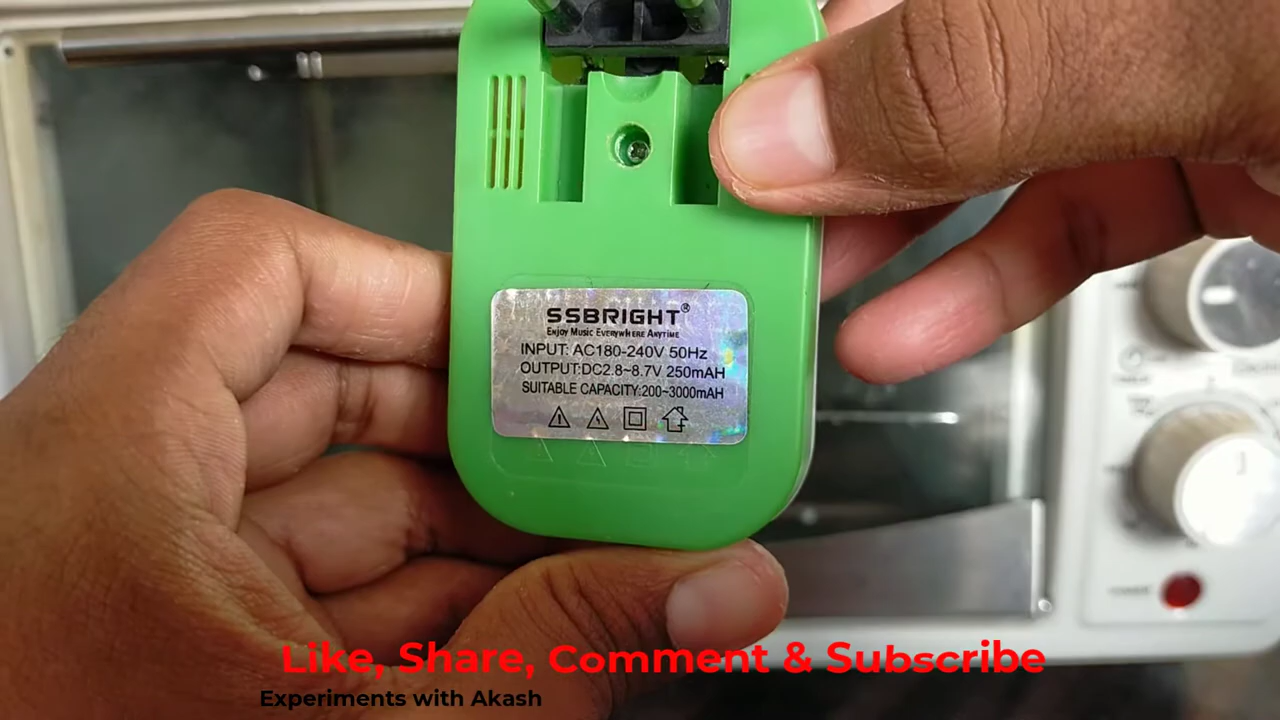 SSBRIGHT®
Enjoy Music Everywhere Anytime
INPUT: AC180-240V 50Hz
OUTPUT:DC2.8~8.7V 250mAH
SUITABLE CAPACITY:200~3000mAH
Like, Share, Comment & Subscribe
Experiments with Akash